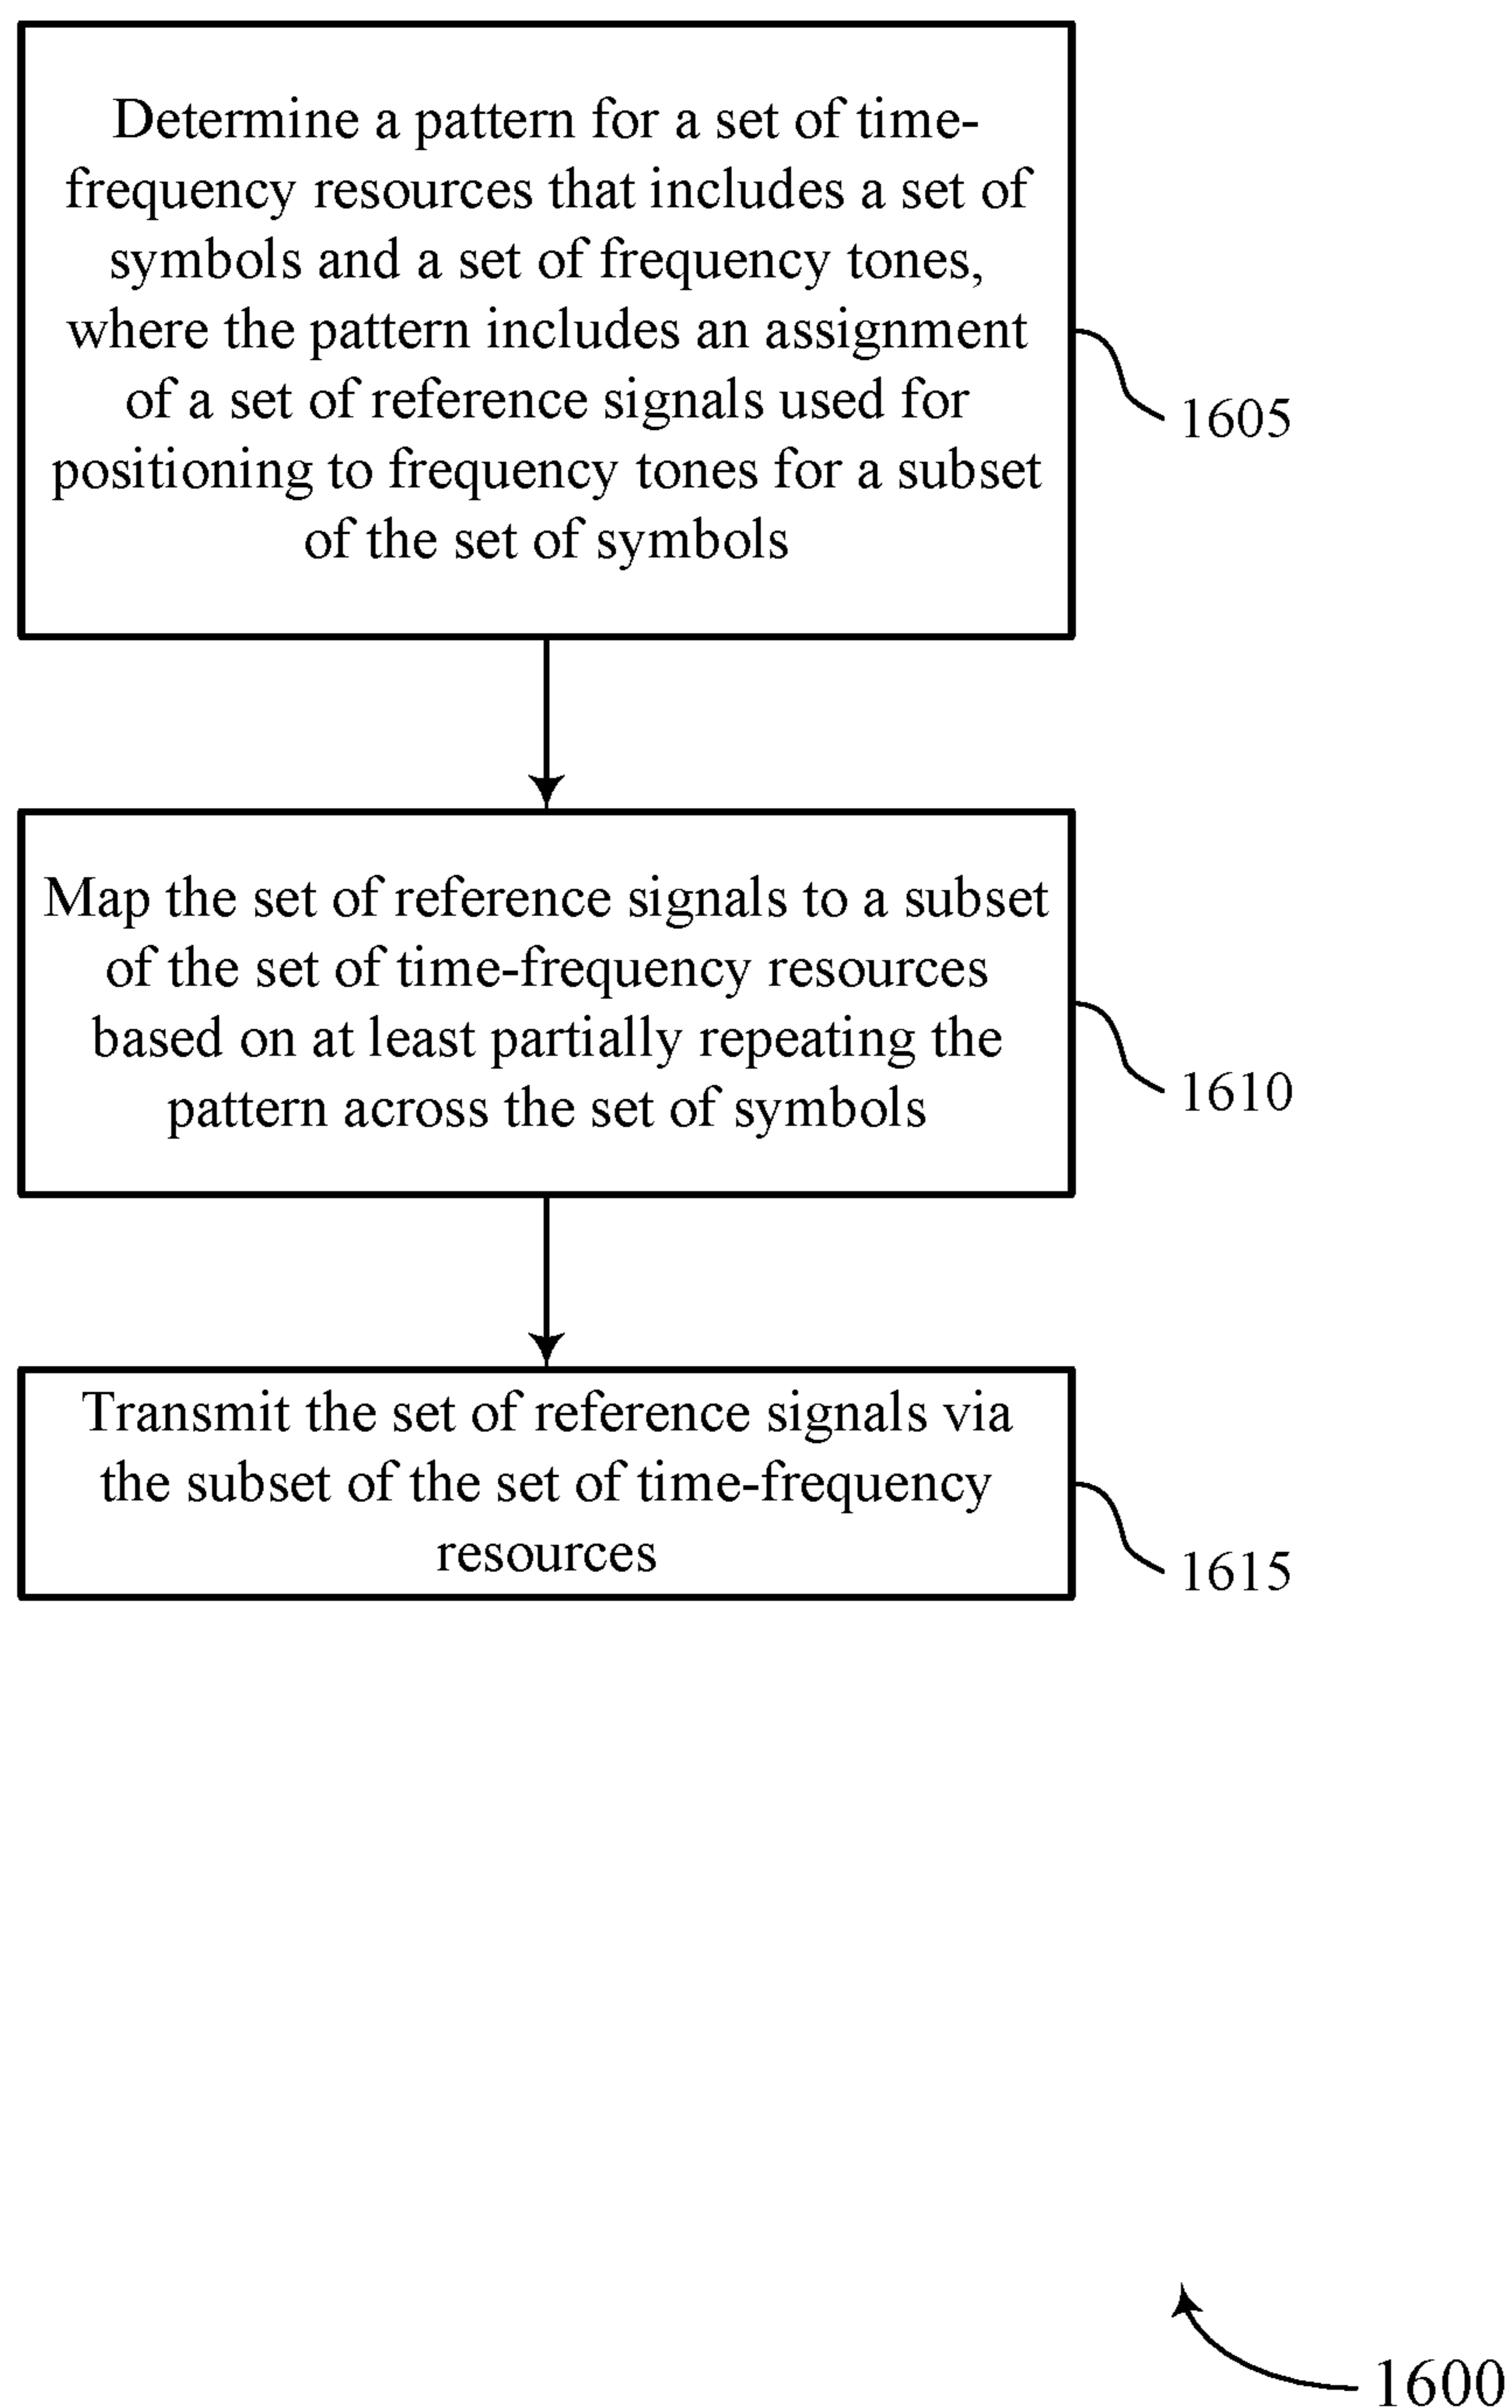 Determine a pattern for a set of time-
frequency resources that includes a set of
symbols and a set of frequency tones,
where the pattern includes an assignment
of a set of reference signals used for
positioning to frequency tones for a subset
of the set of symbols
1605
Map the set of reference signals to a subset
of the set of time-frequency resources
based on at least partially repeating the
pattern across the set of symbols
1610
Transmit the set of reference signals via
the subset of the set of time-frequency
resources
1615
1600